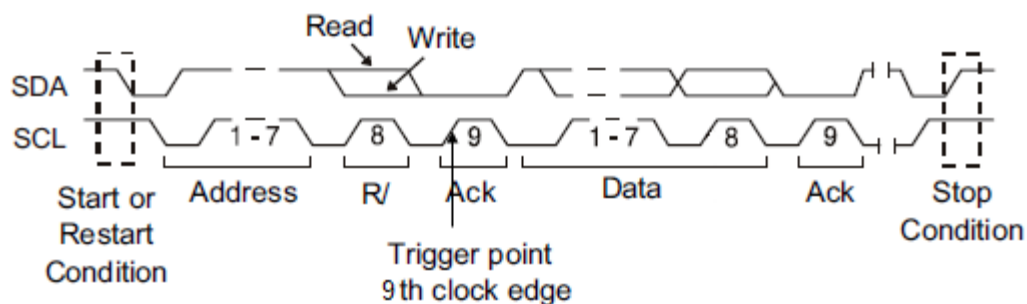 Read
Write
SDA
SCL
1 - 7
8
9
1 - 7
8
9
Address
R/
Ack
Data
Ack
Start or
Restart
Condition
Stop
Condition
Trigger point
9th clock edge